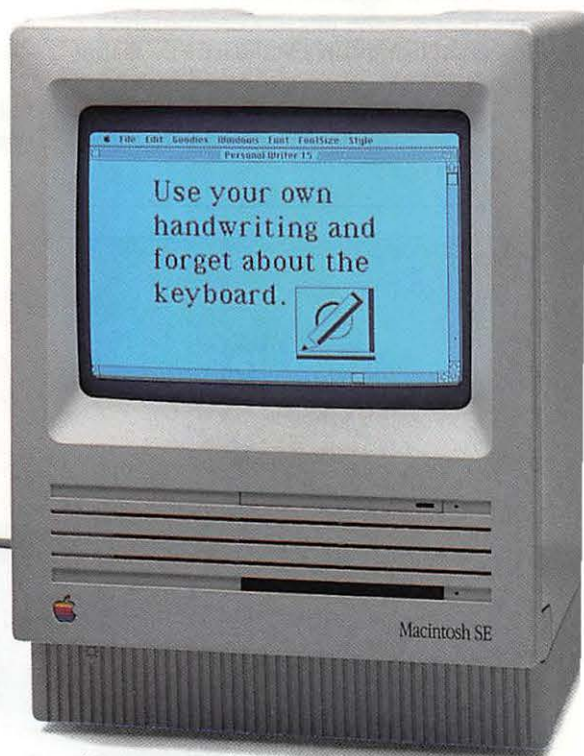 File Edit Goodies Windows Font FontSize Style
Personal Writer 15
Use your own
handwriting and
forget about the
keyboard.
Macintosh SE